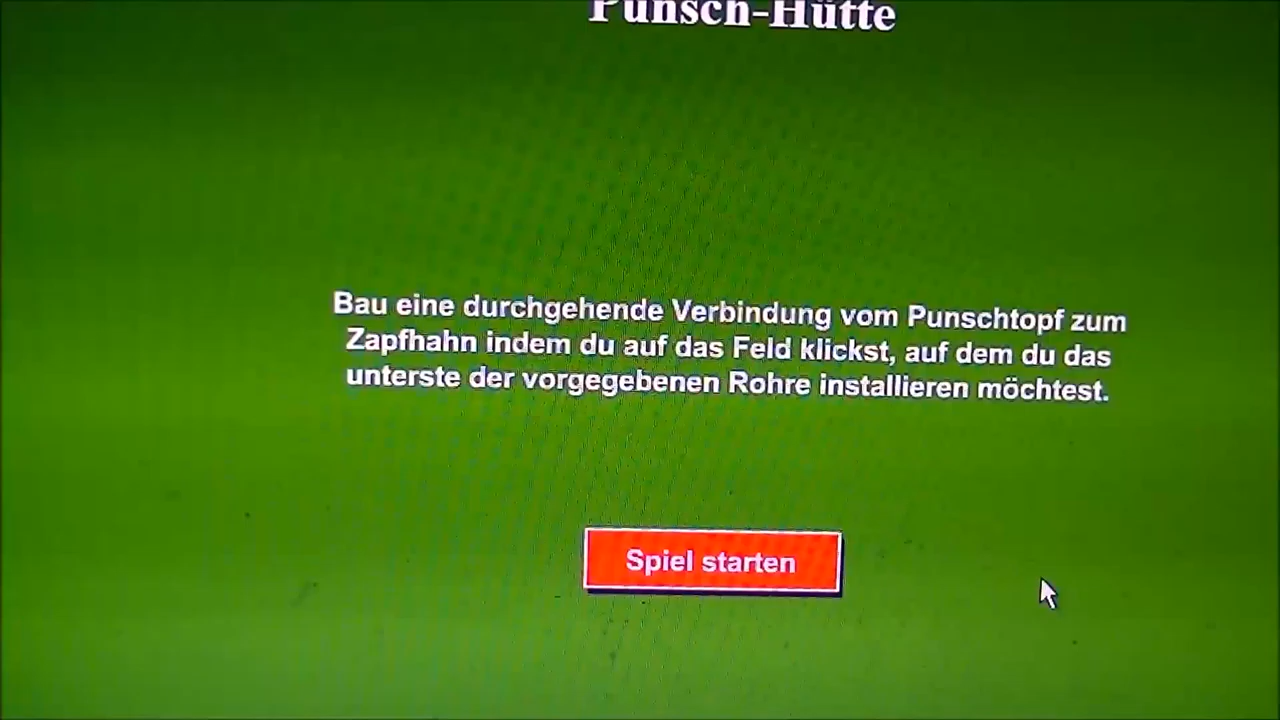 Punsch-Hütte
Bau eine durchgehende Verbindung vom Punschtopf zum
Zapfhahn indem du auf das Feld klickst, auf dem du das
unterste der vorgegebenen Rohre installieren möchtest.
Spiel starten